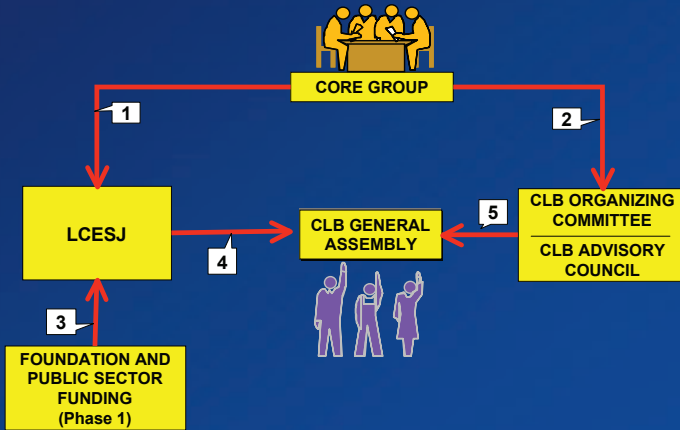 CORE GROUP
1
2
LCESJ
CLB GENERAL
ASSEMBLY
CLB ORGANIZING
COMMITTEE
CLB ADVISORY
COUNCIL
4
5
3
FOUNDATION AND
PUBLIC SECTOR
FUNDING
(Phase 1)